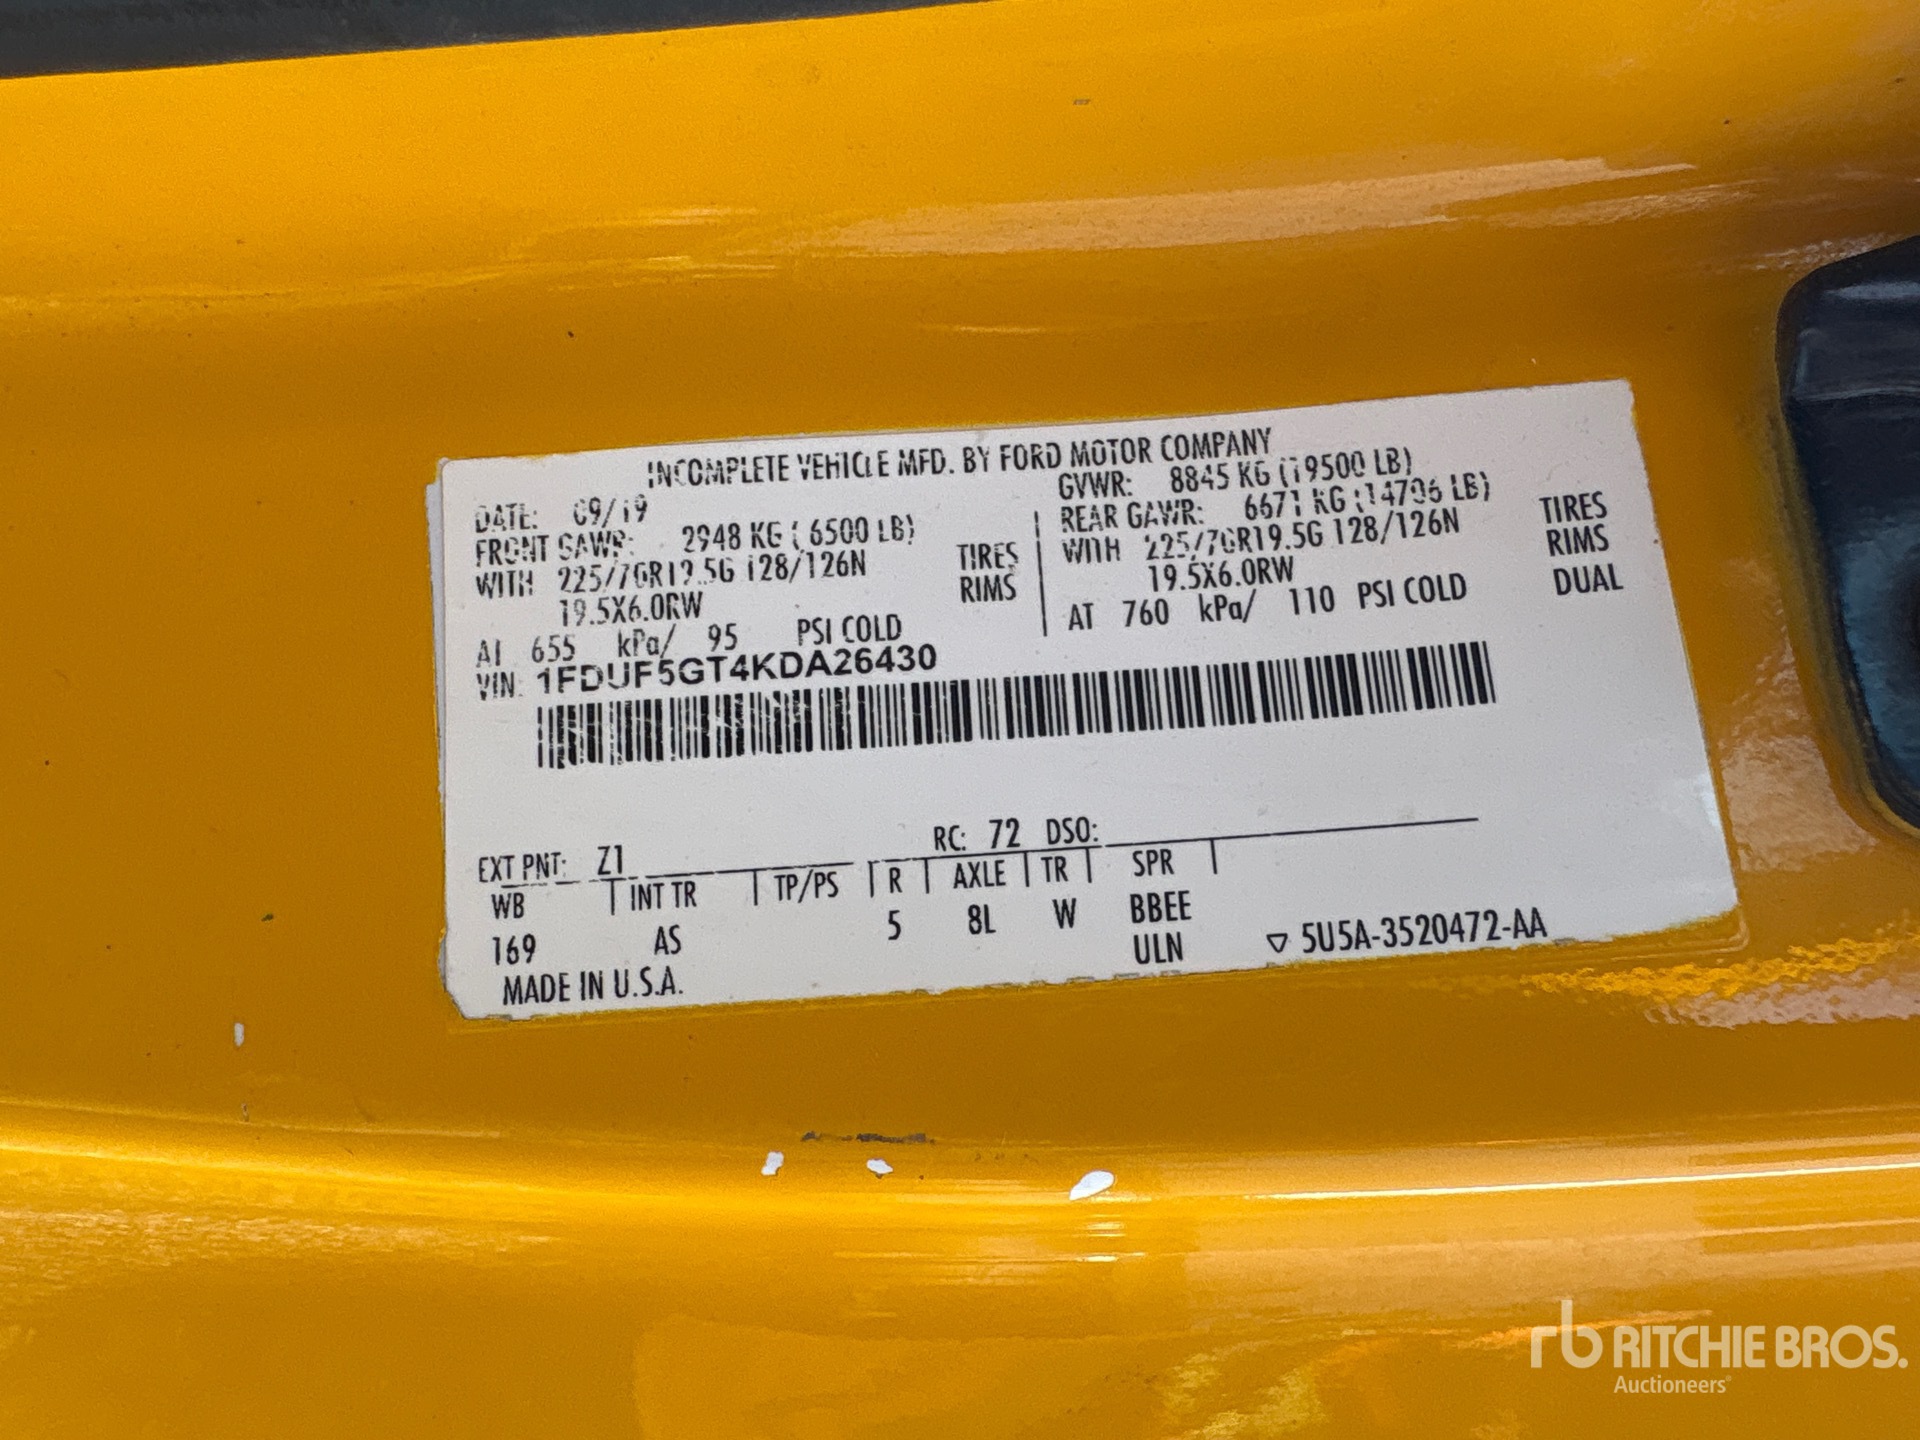 INCOMPLETE VEHICLE MFD. BY FORD MOTOR COMPANY
DATE: 09/19
GVWR: 8845 KG (19500 LB)
FRONT GAWR: 2948 KG ( 6500 LB)
REAR GAWR: 6671 KG (14706 LB)
WITH 225/70R19.5G 128/126N TIRES
WITH 225/70R19.5G 128/126N TIRES
19.5X6.0RW RIMS
19.5X6.0RW RIMS
AT 655 kPa/ 95 PSI COLD
AT 760 kPa/ 110 PSI COLD DUAL
VIN: 1FDUF5GT4KDA26430
EXT PNT: Z1 RC: 72 DSO:
WB INT TR TP/PS R AXLE TR SPR
169 AS 5 8L W BBEE
ULN ▽ 5U5A-3520472-AA
MADE IN U.S.A.
rb RITCHIE BROS.
Auctioneers